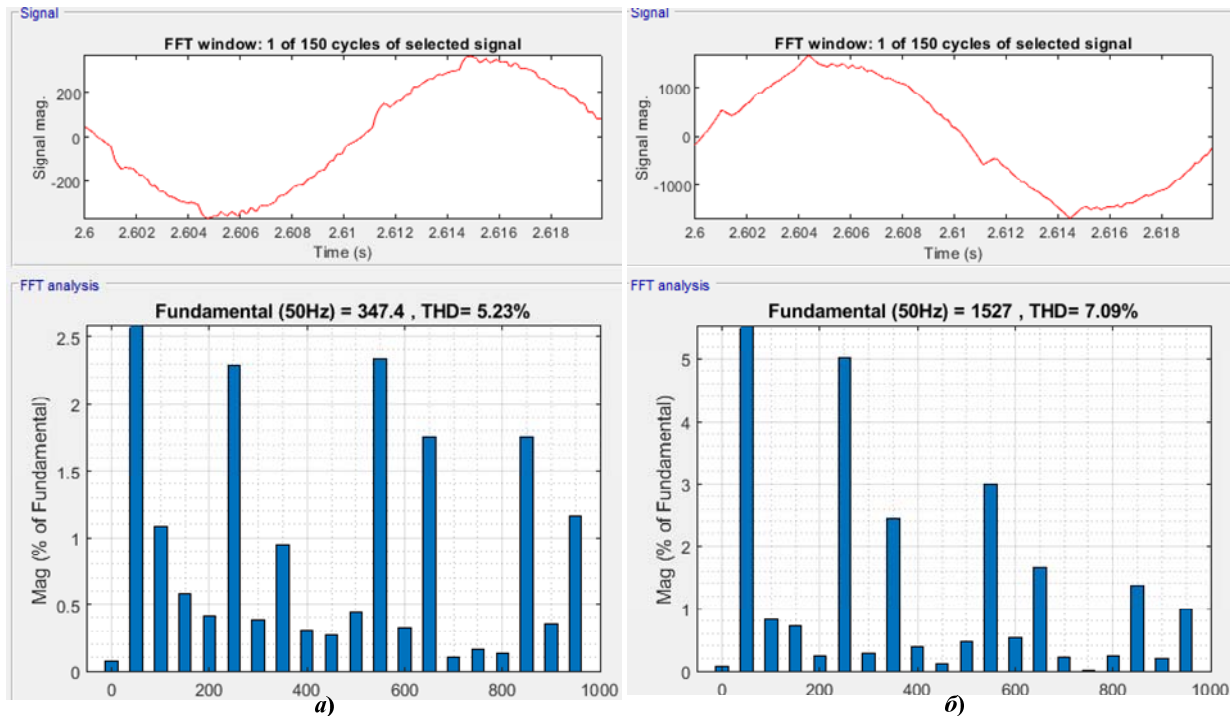 Signal
FFT window: 1 of 150 cycles of selected signal
Signal mag.
200
0
-200
2.6 2.602 2.604 2.606 2.608 2.61 2.612 2.614 2.616 2.618
Time (s)
FFT analysis
Fundamental (50Hz) = 347.4 , THD= 5.23%
Mag (% of Fundamental)
2.5
2
1.5
1
0.5
0
0 200 400 600 800 1000
а)
Signal
FFT window: 1 of 150 cycles of selected signal
Signal mag.
1000
0
-1000
2.6 2.602 2.604 2.606 2.608 2.61 2.612 2.614 2.616 2.618
Time (s)
FFT analysis
Fundamental (50Hz) = 1527 , THD= 7.09%
Mag (% of Fundamental)
5
4
3
2
1
0
0 200 400 600 800 1000
б)